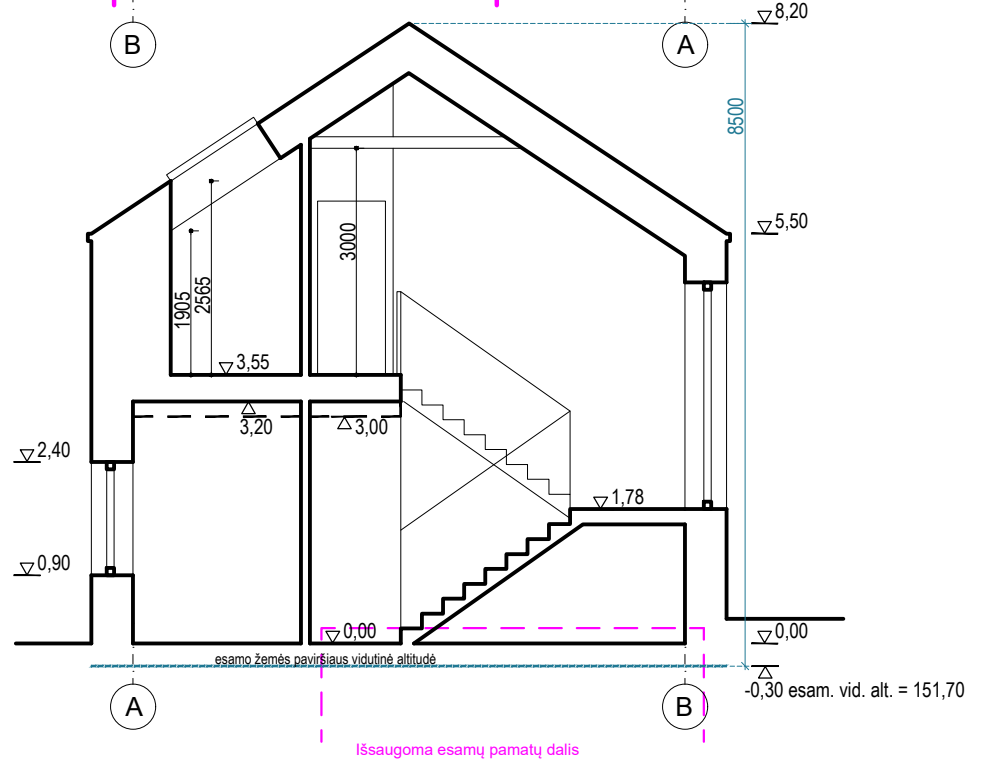 B
A
8,20
8500
5,50
3000
1905
2565
3,55
3,20
3,00
2,40
1,78
0,90
0,00
0,00
esamo žemės paviršiaus vidutinė altitudė
-0,30 esam. vid. alt. = 151,70
A
B
Išsaugoma esamų pamatų dalis